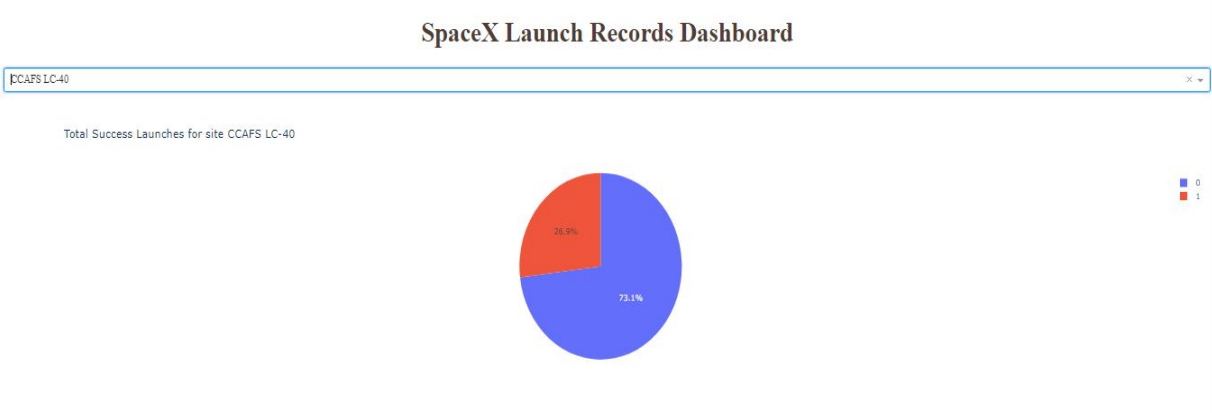 SpaceX Launch Records Dashboard
CCAFS LC-40
Total Success Launches for site CCAFS LC-40
0
1
26.9%
73.1%